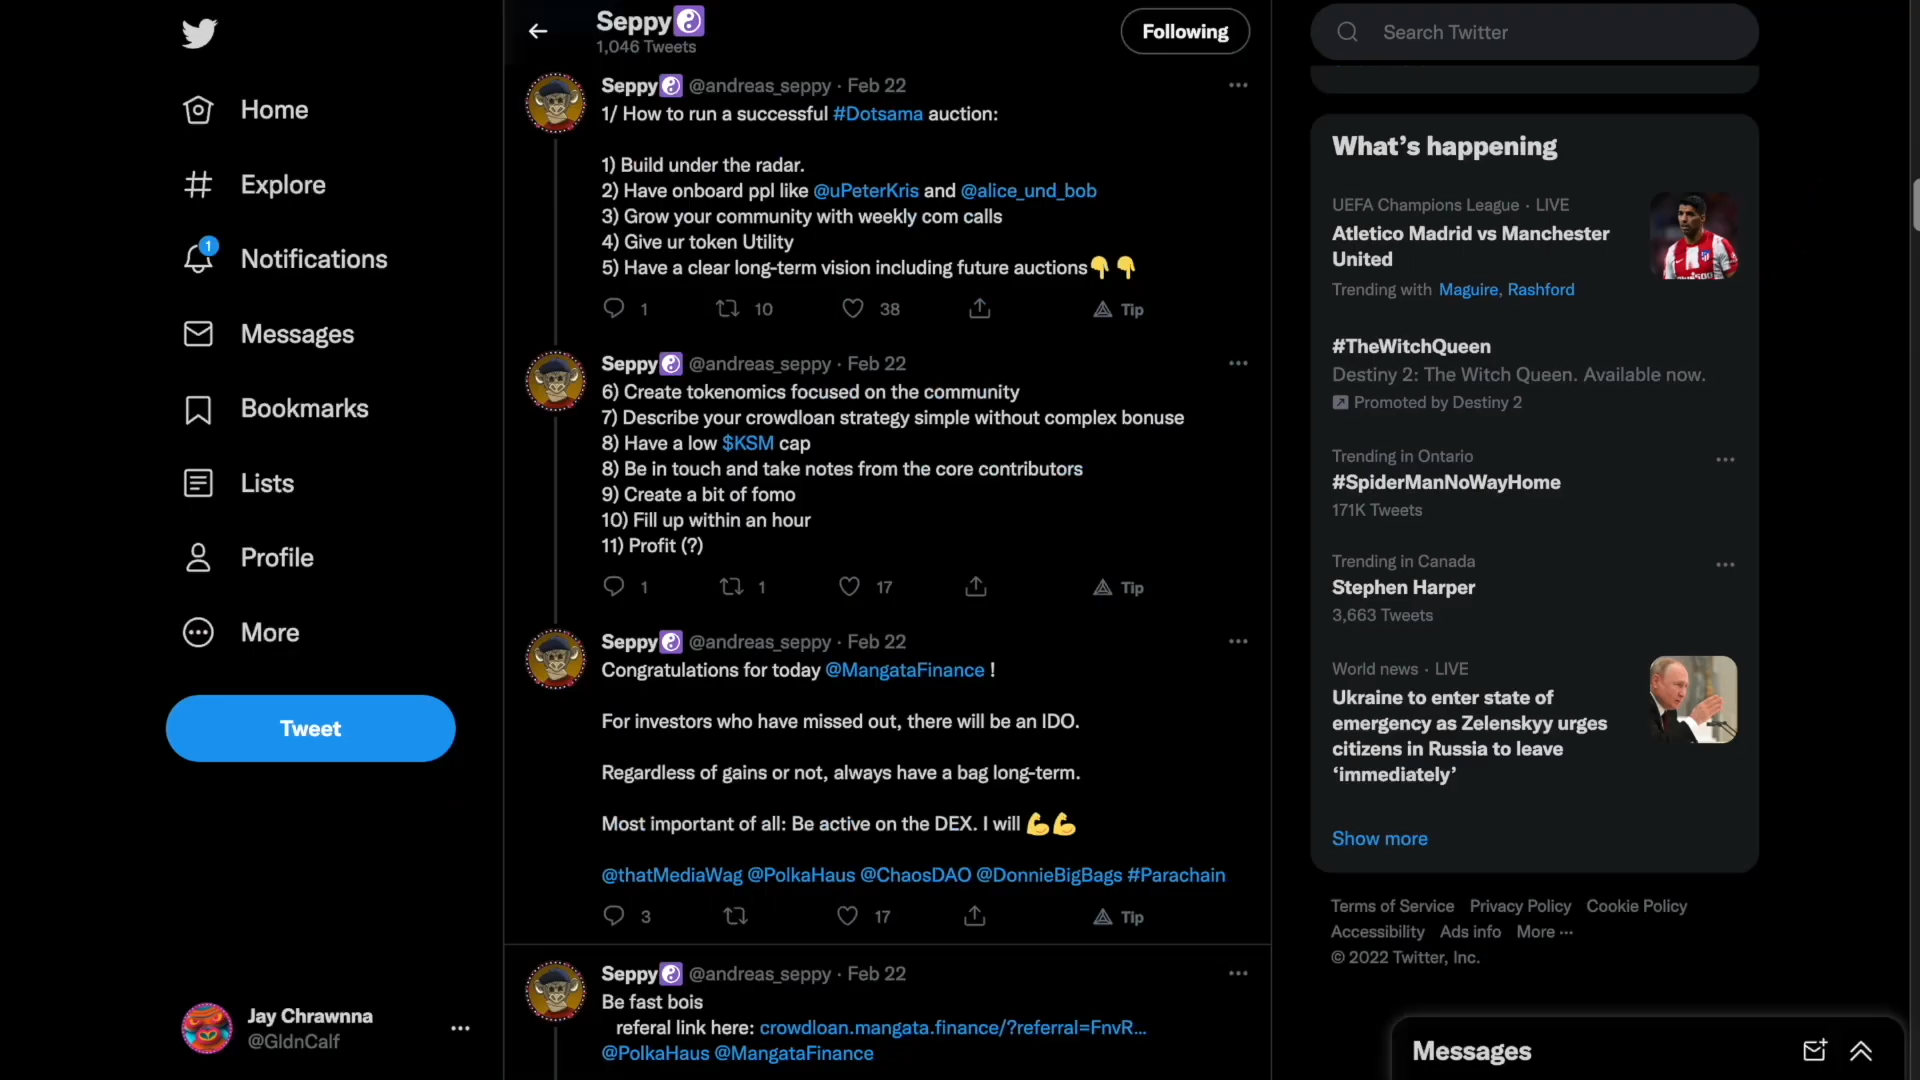 Home
Explore
1
Notifications
Messages
Bookmarks
Lists
Profile
More
Tweet
Jay Chrawnna
@GldnCalf
Seppy☯️
1,046 Tweets
Following
Seppy☯️ @andreas_seppy · Feb 22
1/ How to run a successful #Dotsama auction:
1) Build under the radar.
2) Have onboard ppl like @uPeterKris and @alice_und_bob
3) Grow your community with weekly com calls
4) Give ur token Utility
5) Have a clear long-term vision including future auctions👇👇
1 10 38 Tip
Seppy☯️ @andreas_seppy · Feb 22
6) Create tokenomics focused on the community
7) Describe your crowdloan strategy simple without complex bonuse
8) Have a low $KSM cap
8) Be in touch and take notes from the core contributors
9) Create a bit of fomo
10) Fill up within an hour
11) Profit (?)
1 1 17 Tip
Seppy☯️ @andreas_seppy · Feb 22
Congratulations for today @MangataFinance !
For investors who have missed out, there will be an IDO.
Regardless of gains or not, always have a bag long-term.
Most important of all: Be active on the DEX. I will 💪💪
@thatMediaWag @PolkaHaus @ChaosDAO @DonnieBigBags #Parachain
3 17 Tip
Seppy☯️ @andreas_seppy · Feb 22
Be fast bois
referal link here: crowdloan.mangata.finance/?referral=FnvR...
@PolkaHaus @MangataFinance
Search Twitter
What's happening
UEFA Champions League · LIVE
Atletico Madrid vs Manchester
United
Trending with Maguire, Rashford
#TheWitchQueen
Destiny 2: The Witch Queen. Available now.
Promoted by Destiny 2
Trending in Ontario
#SpiderManNoWayHome
171K Tweets
Trending in Canada
Stephen Harper
3,663 Tweets
World news · LIVE
Ukraine to enter state of
emergency as Zelenskyy urges
citizens in Russia to leave
‘immediately’
Show more
Terms of Service Privacy Policy Cookie Policy
Accessibility Ads info More ···
© 2022 Twitter, Inc.
Messages